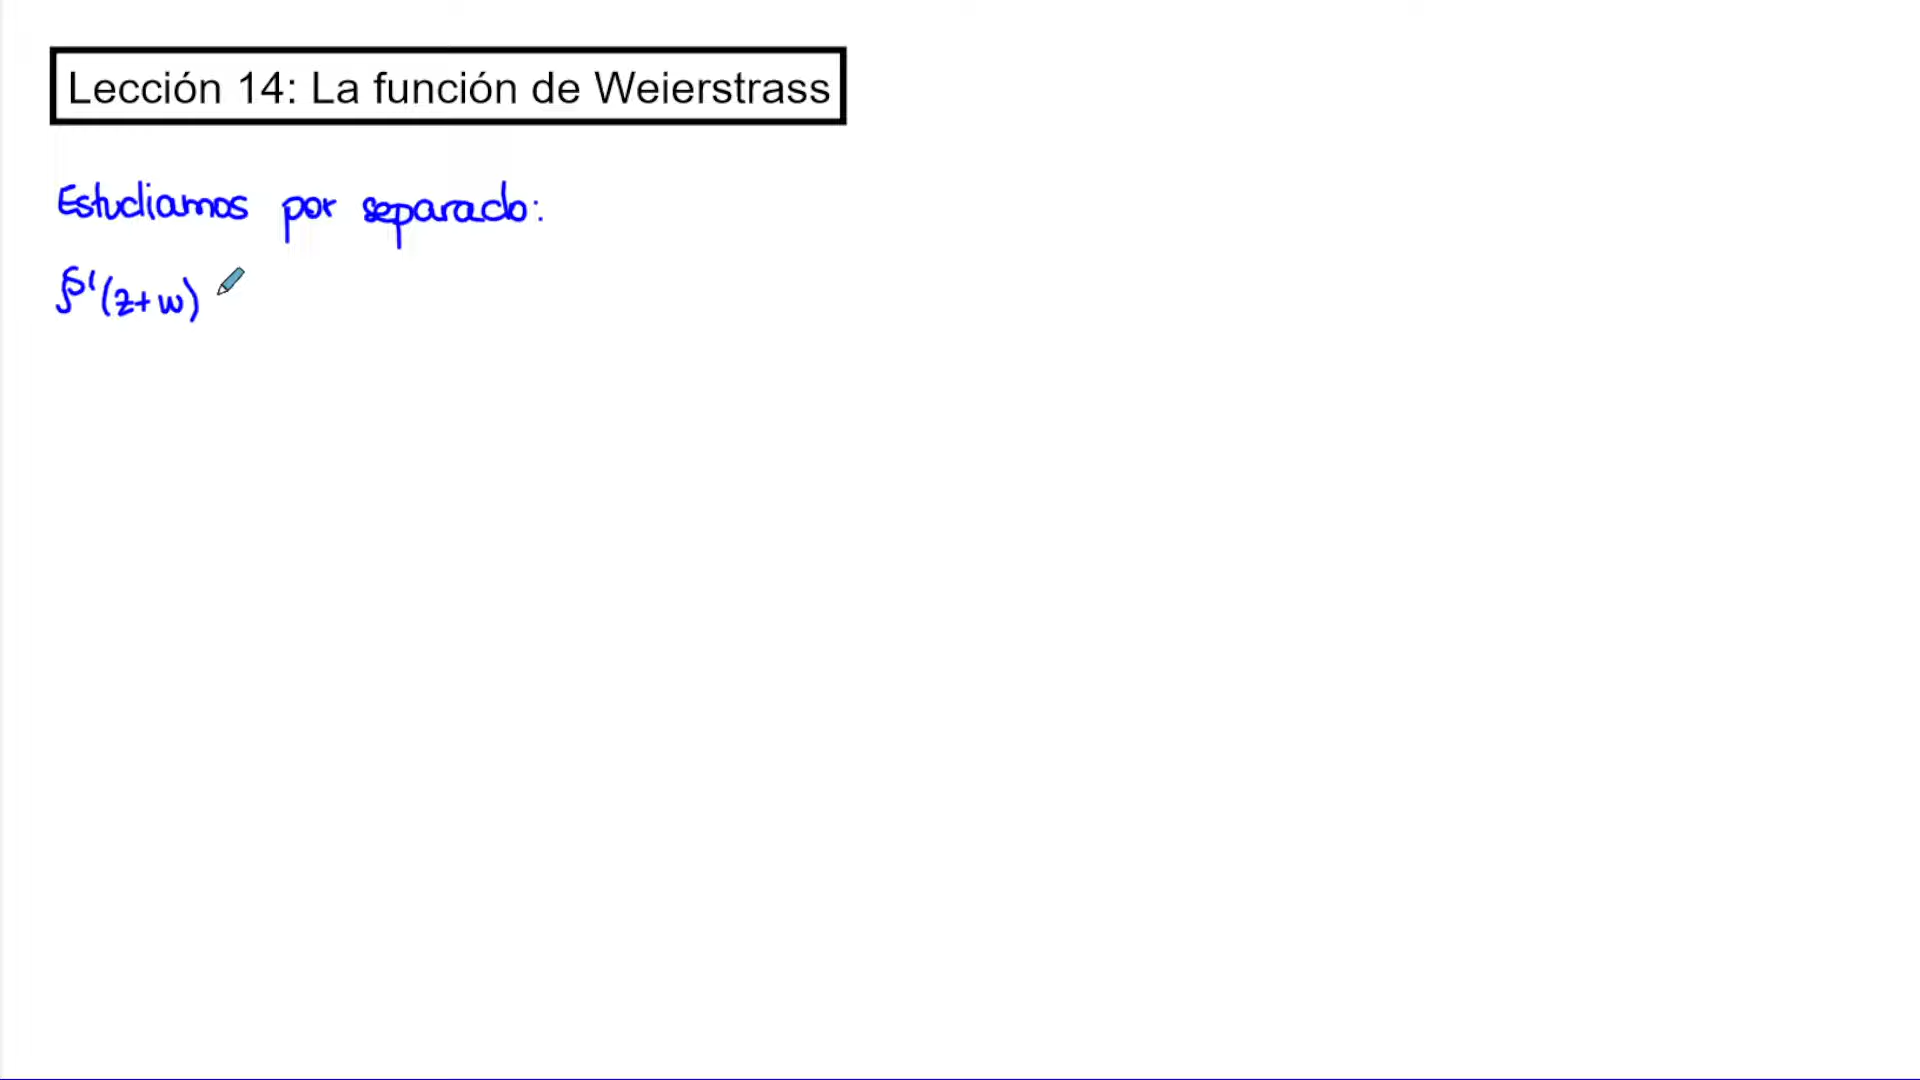 Lección 14: La función de Weierstrass
Estudiamos por separado:
℘'(z+w)